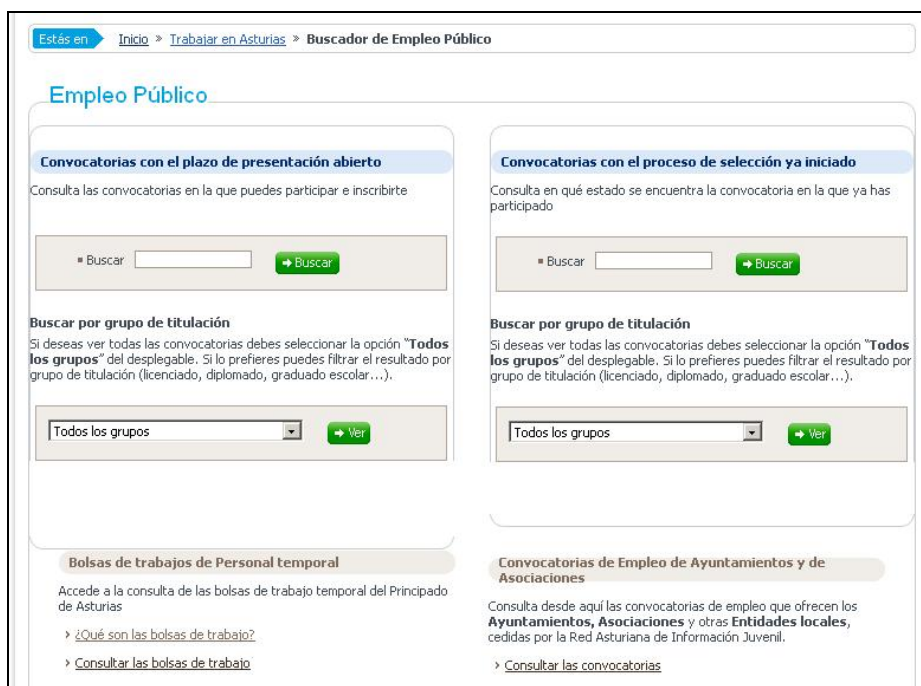 Estás en Inicio » Trabajar en Asturias » Buscador de Empleo Público
Empleo Público
Convocatorias con el plazo de presentación abierto
Consulta las convocatorias en la que puedes participar e inscribirte
Buscar
Buscar
Buscar por grupo de titulación
Si deseas ver todas las convocatorias debes seleccionar la opción "Todos
los grupos" del desplegable. Si lo prefieres puedes filtrar el resultado por
grupo de titulación (licenciado, diplomado, graduado escolar...).
Todos los grupos
Ver
Convocatorias con el proceso de selección ya iniciado
Consulta en qué estado se encuentra la convocatoria en la que ya has
participado
Buscar
Buscar
Buscar por grupo de titulación
Si deseas ver todas las convocatorias debes seleccionar la opción "Todos
los grupos" del desplegable. Si lo prefieres puedes filtrar el resultado por
grupo de titulación (licenciado, diplomado, graduado escolar...).
Todos los grupos
Ver
Bolsas de trabajos de Personal temporal
Accede a la consulta de las bolsas de trabajo temporal del Principado
de Asturias
› ¿Qué son las bolsas de trabajo?
› Consultar las bolsas de trabajo
Convocatorias de Empleo de Ayuntamientos y de
Asociaciones
Consulta desde aquí las convocatorias de empleo que ofrecen los
Ayuntamientos, Asociaciones y otras Entidades locales,
cedidas por la Red Asturiana de Información Juvenil.
› Consultar las convocatorias